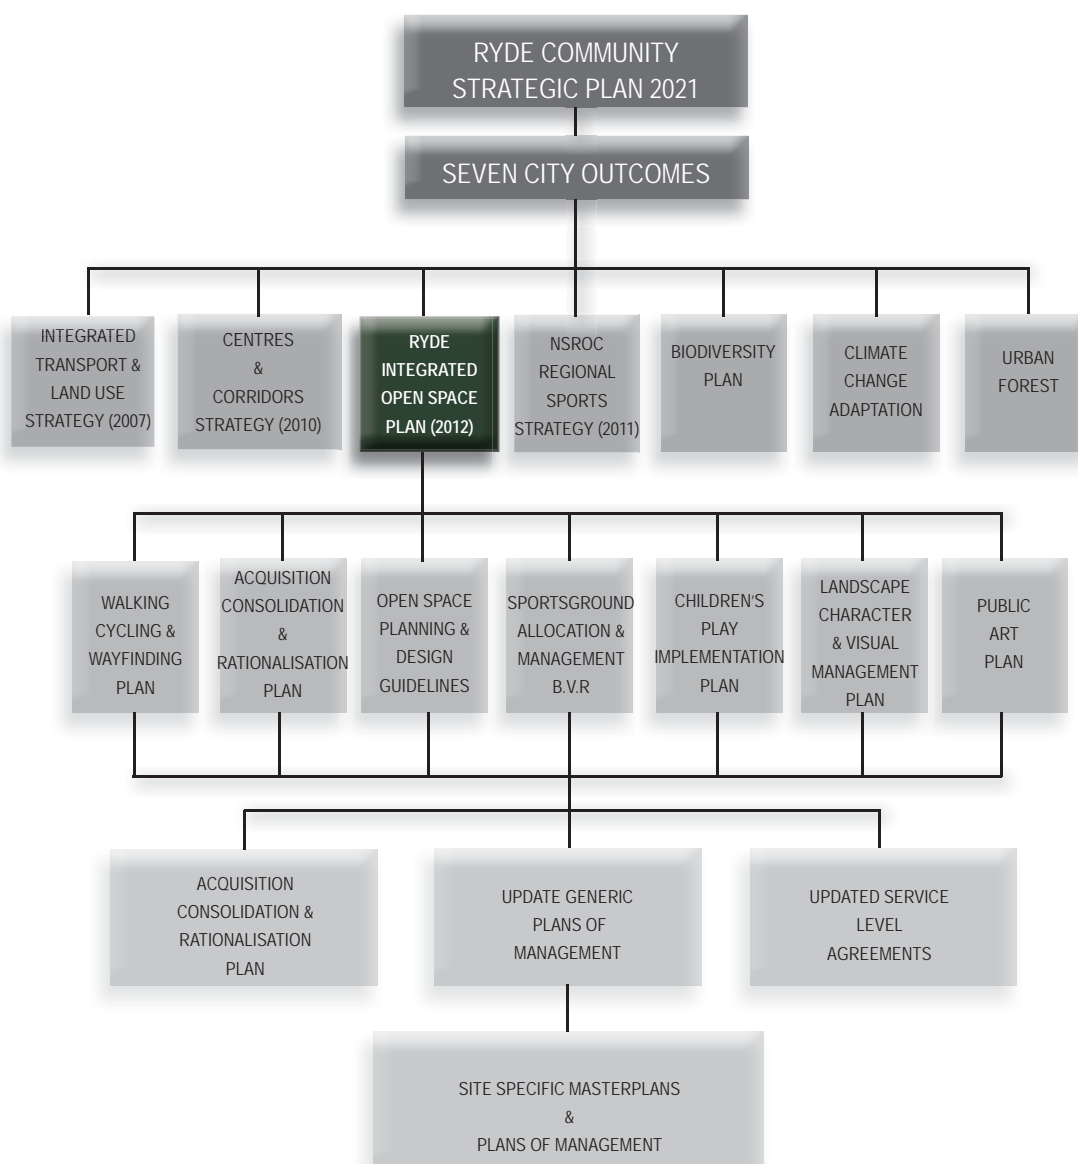 RYDE COMMUNITY
STRATEGIC PLAN 2021
SEVEN CITY OUTCOMES
INTEGRATED
TRANSPORT &
LAND USE
STRATEGY (2007)
CENTRES
&
CORRIDORS
STRATEGY (2010)
RYDE
INTEGRATED
OPEN SPACE
PLAN (2012)
NSROC
REGIONAL
SPORTS
STRATEGY (2011)
BIODIVERSITY
PLAN
CLIMATE
CHANGE
ADAPTATION
URBAN
FOREST
WALKING
CYCLING &
WAYFINDING
PLAN
ACQUISITION
CONSOLIDATION
&
RATIONALISATION
PLAN
OPEN SPACE
PLANNING &
DESIGN
GUIDELINES
SPORTSGROUND
ALLOCATION &
MANAGEMENT
B.V.R
CHILDREN'S
PLAY
IMPLEMENTATION
PLAN
LANDSCAPE
CHARACTER
& VISUAL
MANAGEMENT
PLAN
PUBLIC
ART
PLAN
ACQUISITION
CONSOLIDATION &
RATIONALISATION
PLAN
UPDATE GENERIC
PLANS OF
MANAGEMENT
UPDATED SERVICE
LEVEL
AGREEMENTS
SITE SPECIFIC MASTERPLANS
&
PLANS OF MANAGEMENT